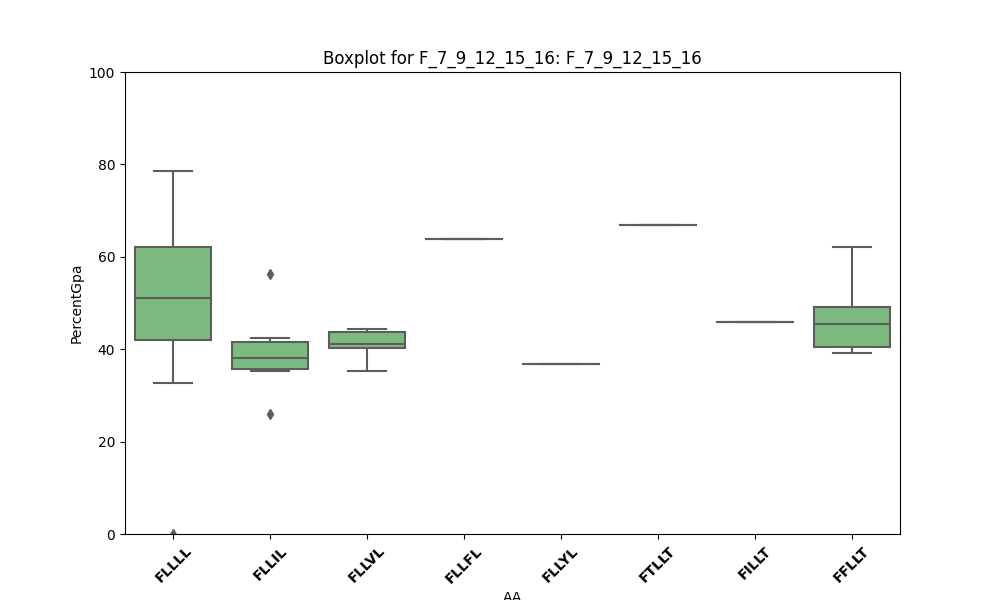 Boxplot for F_7_9_12_15_16: F_7_9_12_15_16
100
80
60
40
20
0
PercentGpa
FLLLL
FLLIL
FLLVL
FLLFL
FLLYL
FTLLT
FILLT
FFLLT
AA